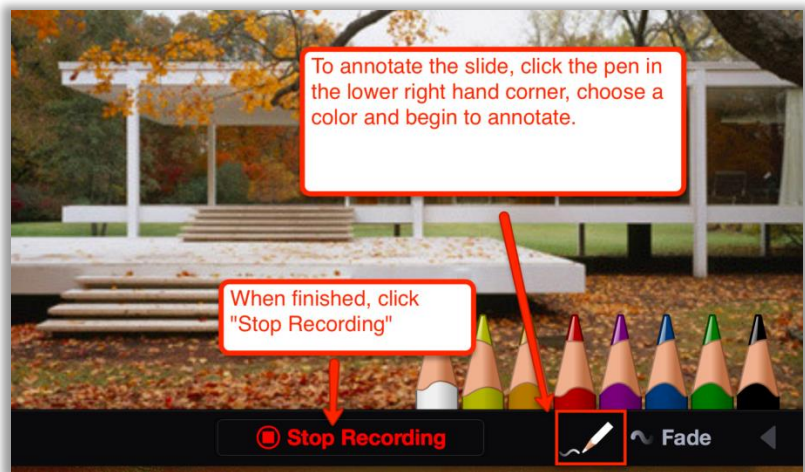 To annotate the slide, click the pen in
the lower right hand corner, choose a
color and begin to annotate.
When finished, click
"Stop Recording"
Stop Recording
Fade